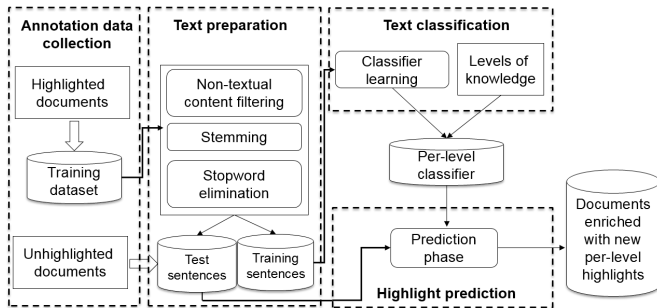 Annotation data
collection
Highlighted
documents
Training
dataset
Unhighlighted
documents
Text preparation
Non-textual
content filtering
Stemming
Stopword
elimination
Test
sentences
Training
sentences
Text classification
Classifier
learning
Levels of
knowledge
Per-level
classifier
Prediction
phase
Highlight prediction
Documents
enriched
with new
per-level
highlights